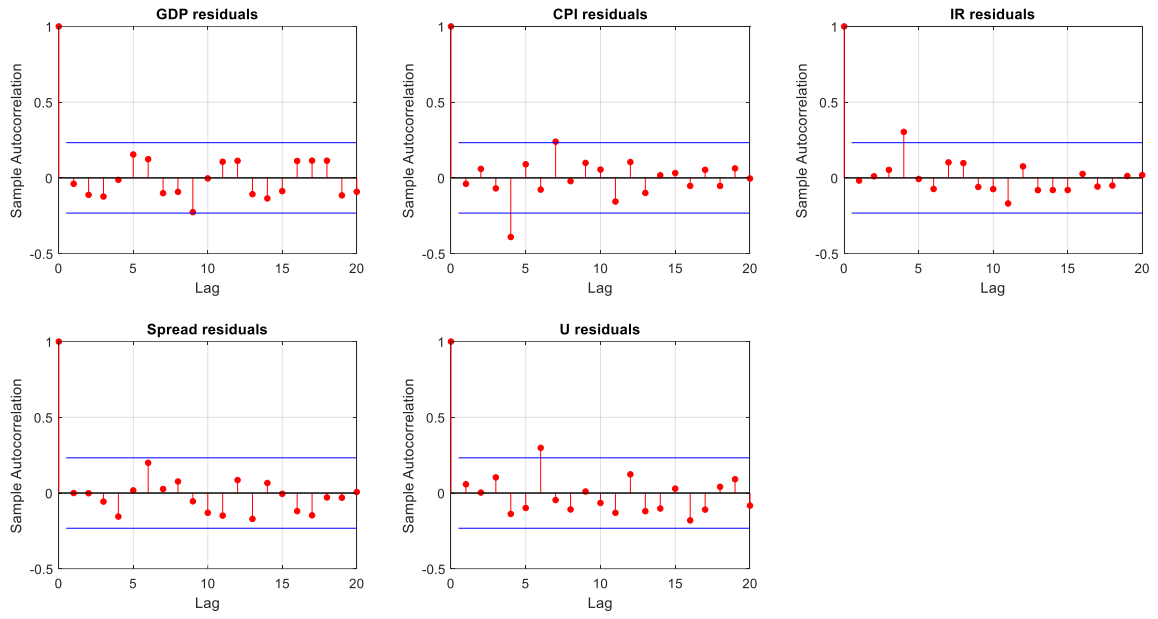 GDP residuals
1
0.5
0
-0.5
Sample Autocorrelation
0 5 10 15 20
Lag
CPI residuals
1
0.5
0
-0.5
Sample Autocorrelation
0 5 10 15 20
Lag
IR residuals
1
0.5
0
-0.5
Sample Autocorrelation
0 5 10 15 20
Lag
Spread residuals
1
0.5
0
-0.5
Sample Autocorrelation
0 5 10 15 20
Lag
U residuals
1
0.5
0
-0.5
Sample Autocorrelation
0 5 10 15 20
Lag